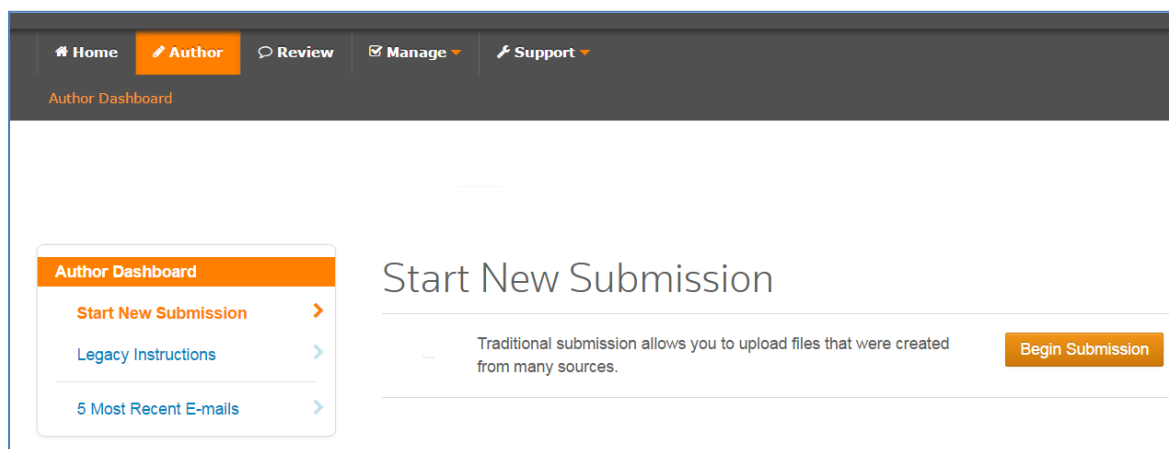 Home Author Review Manage Support
Author Dashboard
Author Dashboard
Start New Submission
Legacy Instructions
5 Most Recent E-mails
Start New Submission
Traditional submission allows you to upload files that were created
from many sources.
Begin Submission